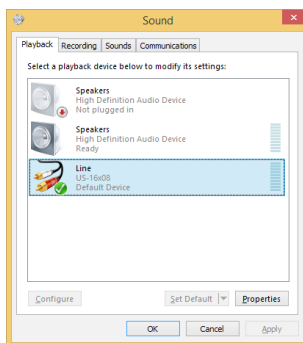 Sound
Playback Recording Sounds Communications
Select a playback device below to modify its settings:
Speakers
High Definition Audio Device
Not plugged in
Speakers
High Definition Audio Device
Ready
Line
US-16x08
Default Device
Configure Set Default Properties
OK Cancel Apply